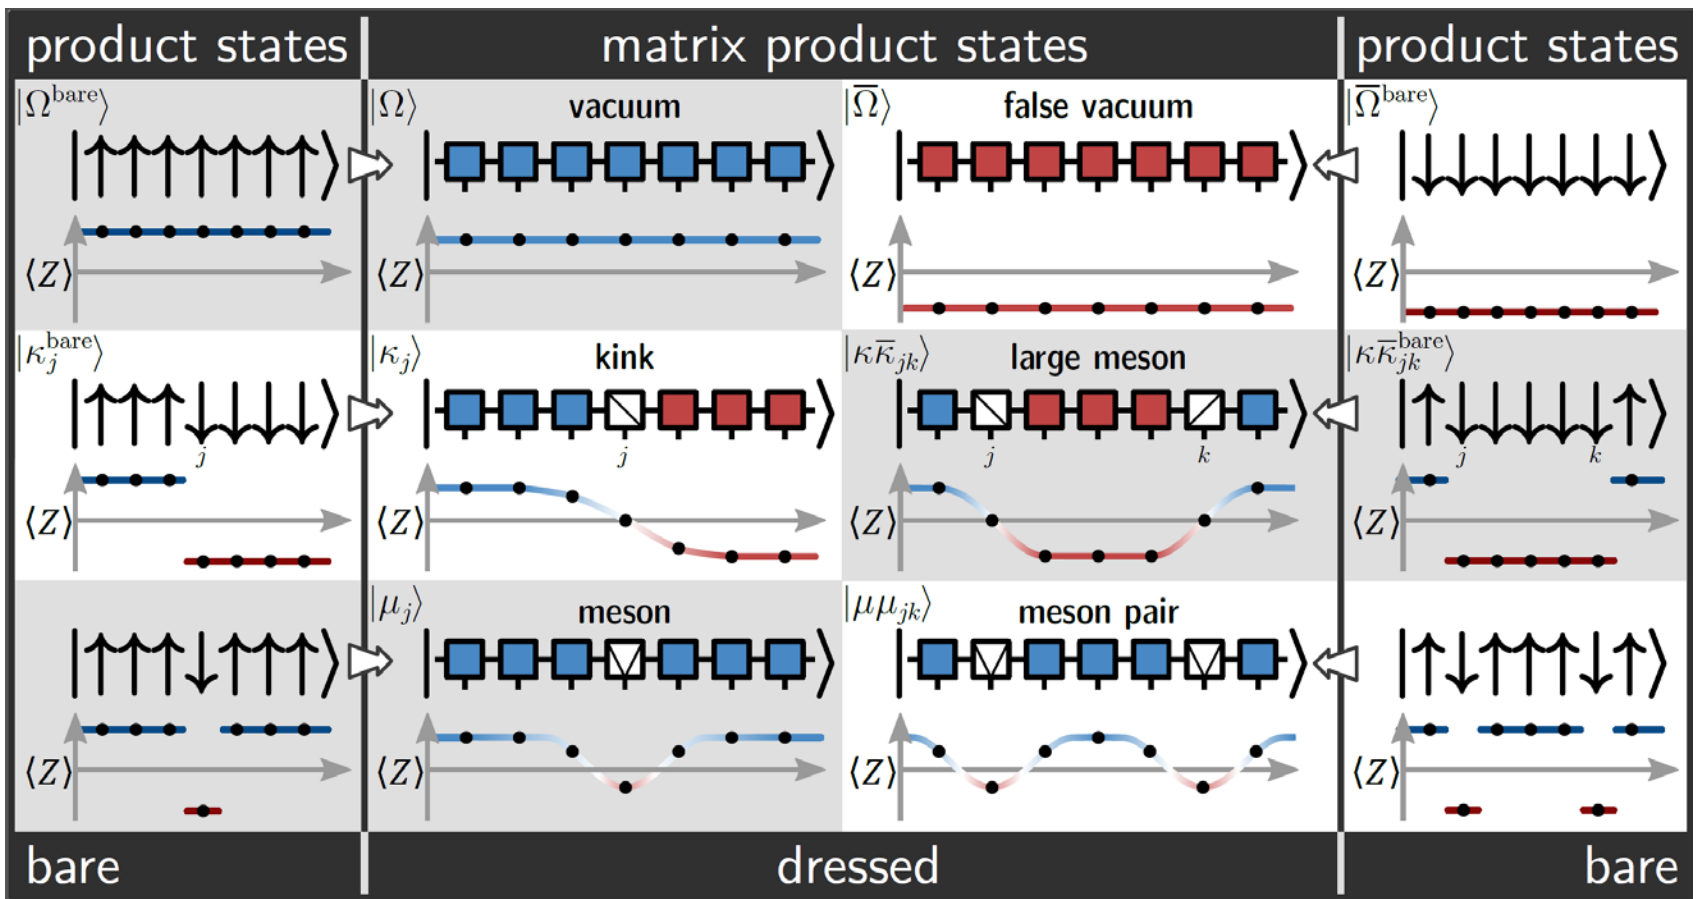 product states
matrix product states
product states
|Ω^bare⟩
|Ω⟩
vacuum
|Ω̅⟩
false vacuum
|Ω̅^bare⟩
⟨Z⟩
⟨Z⟩
⟨Z⟩
⟨Z⟩
|κ_j^bare⟩
|κ_j⟩
kink
|κκ̅_jk⟩
large meson
|κκ̅_jk^bare⟩
j
j
j
k
j
k
⟨Z⟩
⟨Z⟩
⟨Z⟩
⟨Z⟩
|μ_j⟩
meson
|μμ_jk⟩
meson pair
⟨Z⟩
⟨Z⟩
⟨Z⟩
⟨Z⟩
bare
dressed
bare